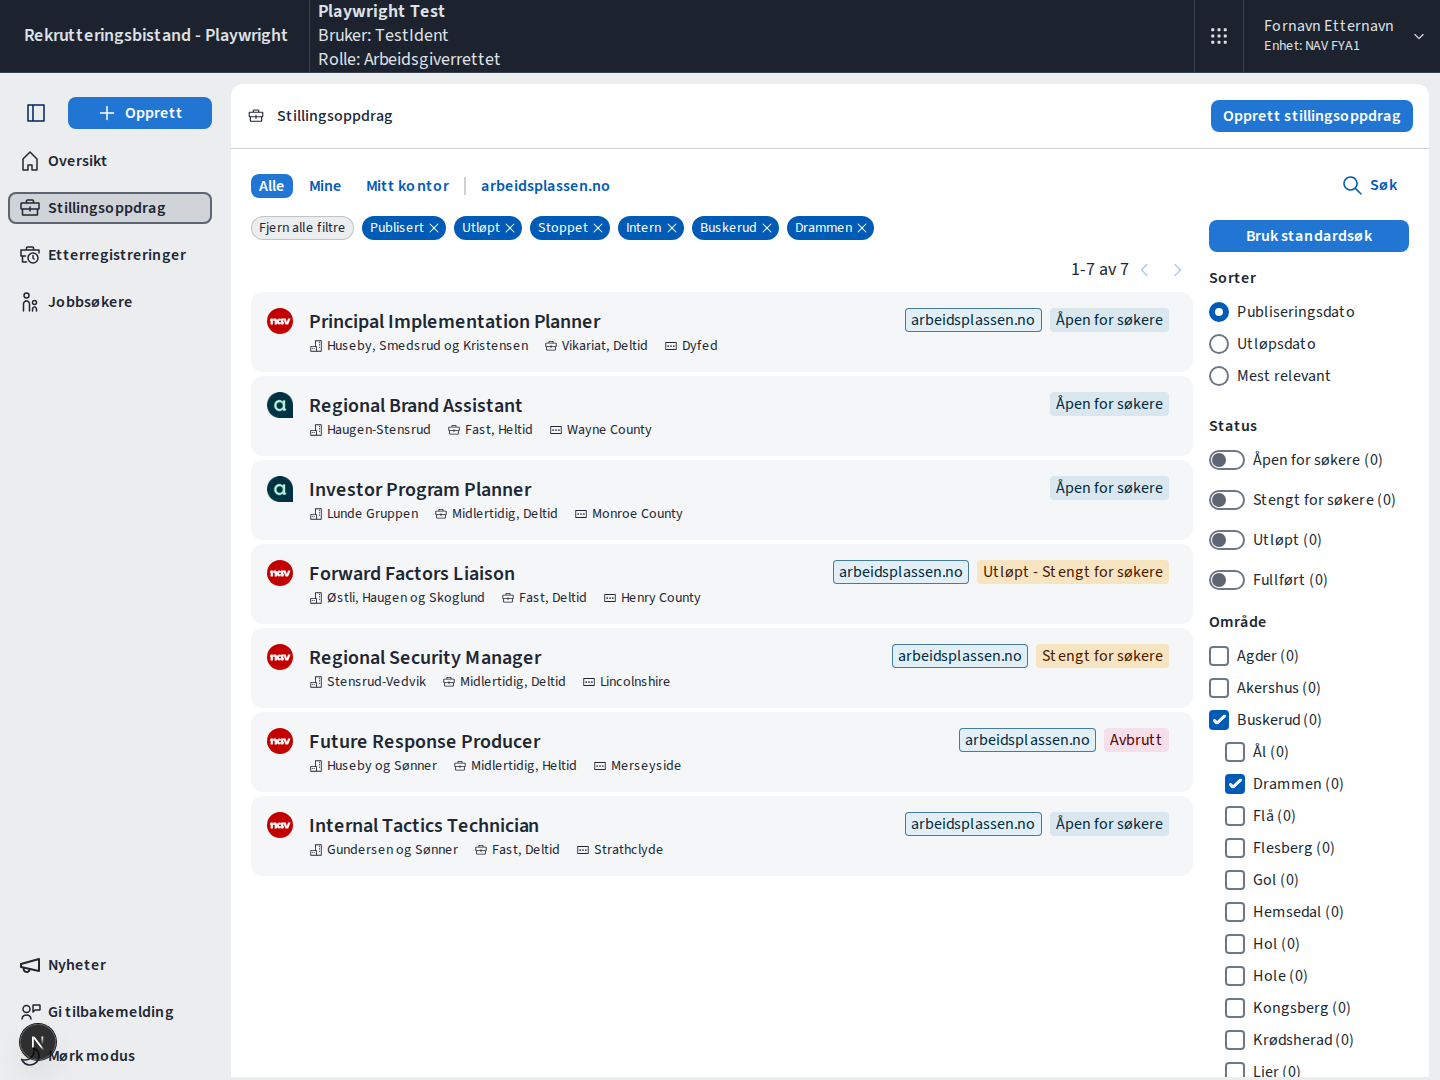 Rekrutteringsbistand - Playwright
Playwright Test
Bruker: TestIdent
Rolle: Arbeidsgiverrettet
Fornavn Etternavn
Enhet: NAV FYA1
Opprett
Oversikt
Stillingsoppdrag
Etterregistreringer
Jobbsøkere
Nyheter
Gi tilbakemelding
N
Mørk modus
Stillingsoppdrag
Opprett stillingsoppdrag
Alle Mine Mitt kontor arbeidsplassen.no
Søk
Fjern alle filtre Publisert Utløpt Stoppet Intern Buskerud Drammen
1-7 av 7
nav
Principal Implementation Planner arbeidsplassen.no Åpen for søkere
Huseby, Smedsrud og Kristensen Vikariat, Deltid Dyfed
a
Regional Brand Assistant Åpen for søkere
Haugen-Stensrud Fast, Heltid Wayne County
a
Investor Program Planner Åpen for søkere
Lunde Gruppen Midlertidig, Deltid Monroe County
nav
Forward Factors Liaison arbeidsplassen.no Utløpt - Stengt for søkere
Østli, Haugen og Skoglund Fast, Deltid Henry County
nav
Regional Security Manager arbeidsplassen.no Stengt for søkere
Stensrud-Vedvik Midlertidig, Deltid Lincolnshire
nav
Future Response Producer arbeidsplassen.no Avbrutt
Huseby og Sønner Midlertidig, Heltid Merseyside
nav
Internal Tactics Technician arbeidsplassen.no Åpen for søkere
Gundersen og Sønner Fast, Deltid Strathclyde
Bruk standardsøk
Sorter
Publiseringsdato
Utløpsdato
Mest relevant
Status
Åpen for søkere (0)
Stengt for søkere (0)
Utløpt (0)
Fullført (0)
Område
Agder (0)
Akershus (0)
Buskerud (0)
Ål (0)
Drammen (0)
Flå (0)
Flesberg (0)
Gol (0)
Hemsedal (0)
Hol (0)
Hole (0)
Kongsberg (0)
Krødsherad (0)
Lier (0)